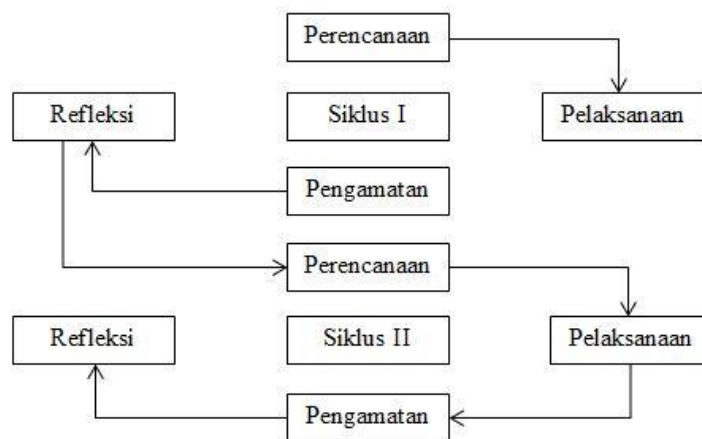 Perencanaan
Refleksi
Siklus I
Pelaksanaan
Pengamatan
Perencanaan
Refleksi
Siklus II
Pelaksanaan
Pengamatan